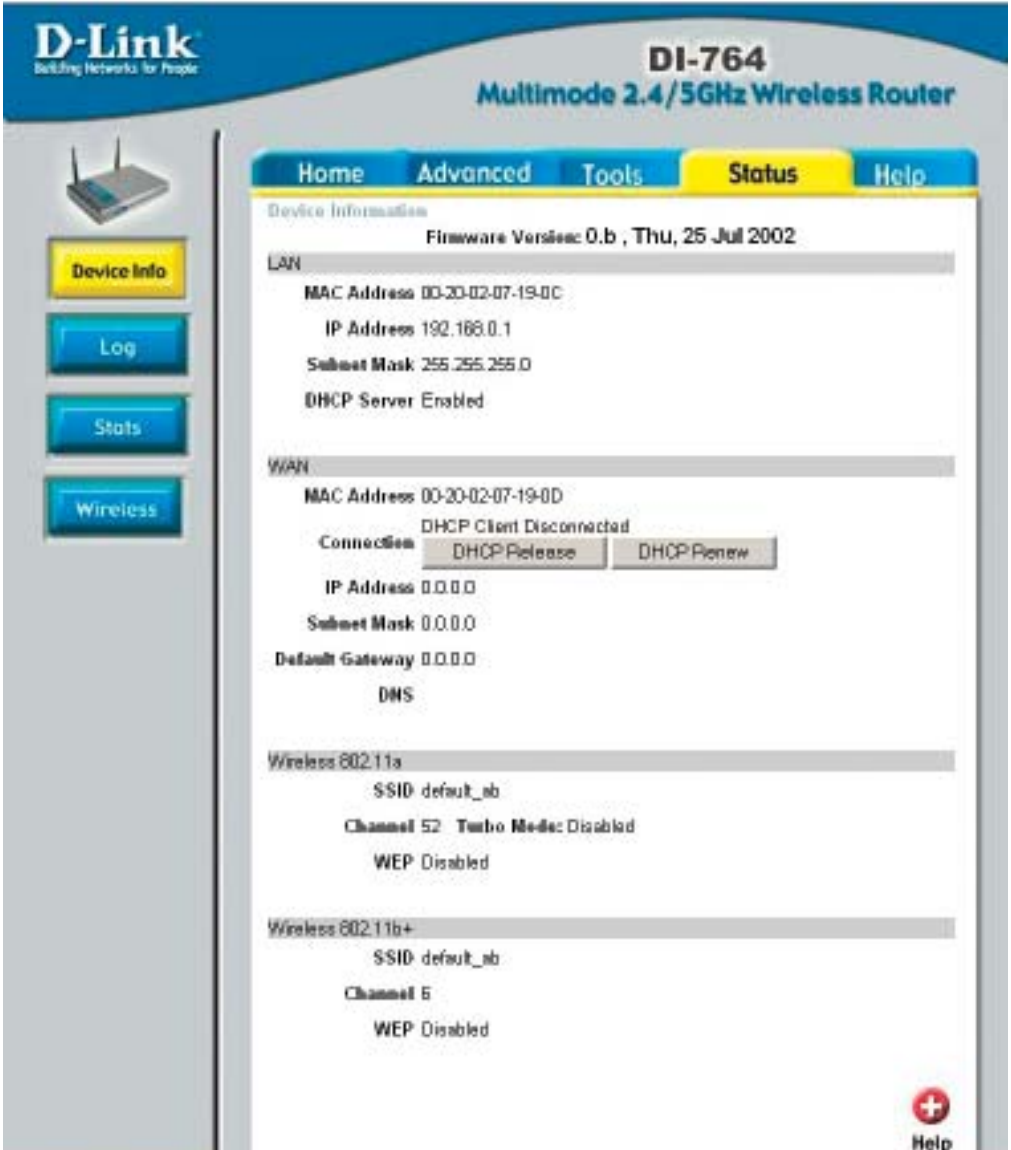 D-Link
Building Networks for People
DI-764
Multimode 2.4/5GHz Wireless Router
Home Advanced Tools Status Help
Device Info
Log
Stats
Wireless
Device Information
Firmware Version: 0.b , Thu, 25 Jul 2002
LAN
MAC Address 00-20-02-07-19-0C
IP Address 192.168.0.1
Subnet Mask 255.255.255.0
DHCP Server Enabled
WAN
MAC Address 00-20-02-07-19-0D
Connection DHCP Client Disconnected
DHCP Release DHCP Renew
IP Address 0.0.0.0
Subnet Mask 0.0.0.0
Default Gateway 0.0.0.0
DNS
Wireless 802.11a
SSID default_ab
Channel 52 Turbo Mode: Disabled
WEP Disabled
Wireless 802.11b+
SSID default_ab
Channel 6
WEP Disabled
Help